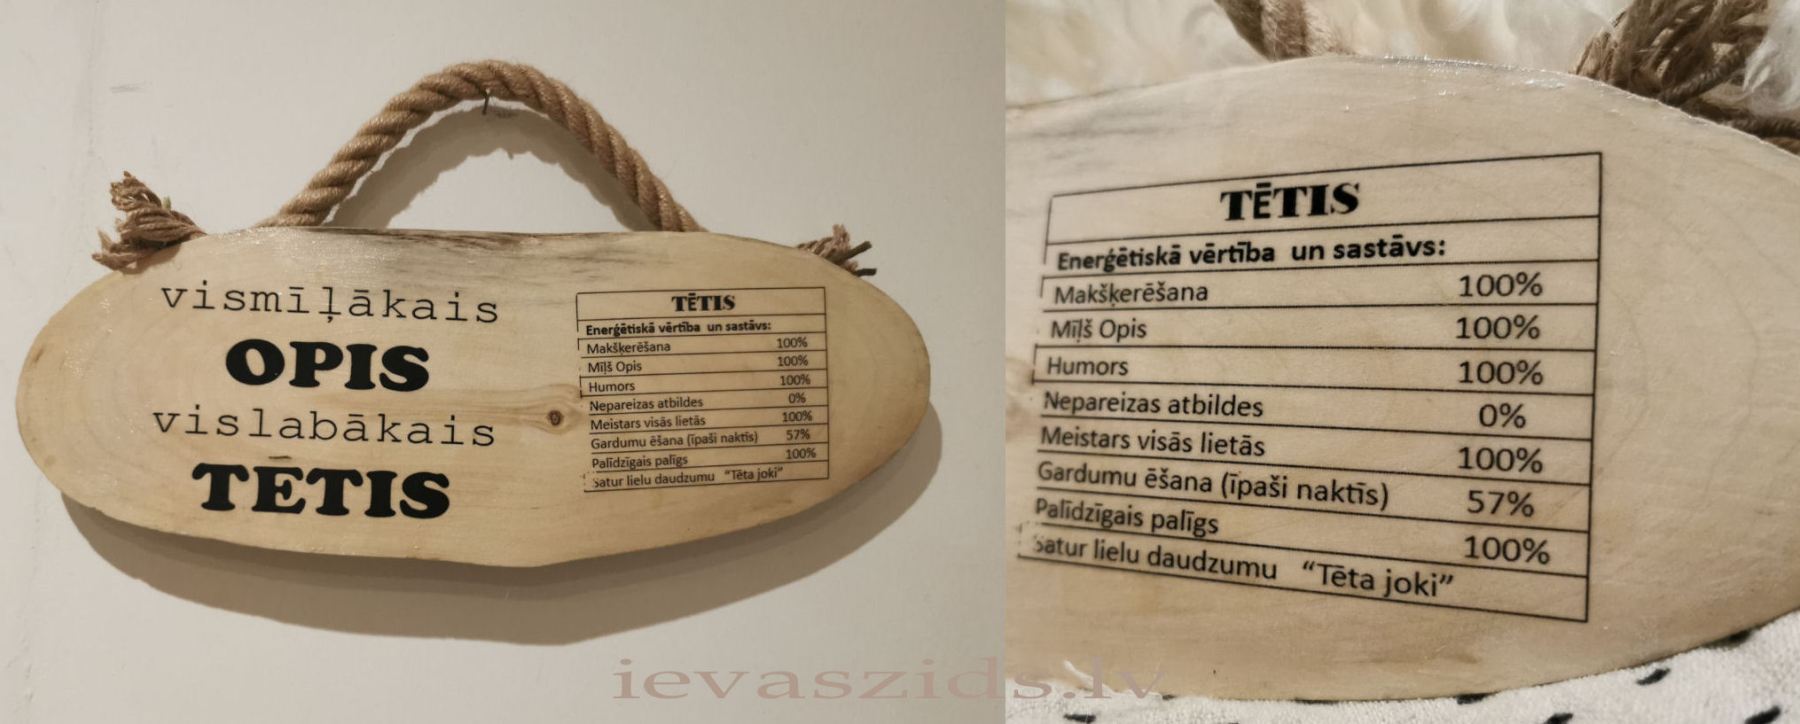 vismīļākais
OPIS
vislabākais
TETIS
TĒTIS
Enerģētiskā vērtība un sastāvs:
Makšķerēšana 100%
Mīļš Opis 100%
Humors 100%
Nepareizas atbildes 0%
Meistars visās lietās 100%
Gardumu ēšana (īpaši naktīs) 57%
Palīdzīgais palīgs 100%
Satur lielu daudzumu “Tēta joki”
TĒTIS
Enerģētiskā vērtība un sastāvs:
Makšķerēšana 100%
Mīļš Opis 100%
Humors 100%
Nepareizas atbildes 0%
Meistars visās lietās 100%
Gardumu ēšana (īpaši naktīs) 57%
Palīdzīgais palīgs 100%
Satur lielu daudzumu “Tēta joki”
ievaszids.lv